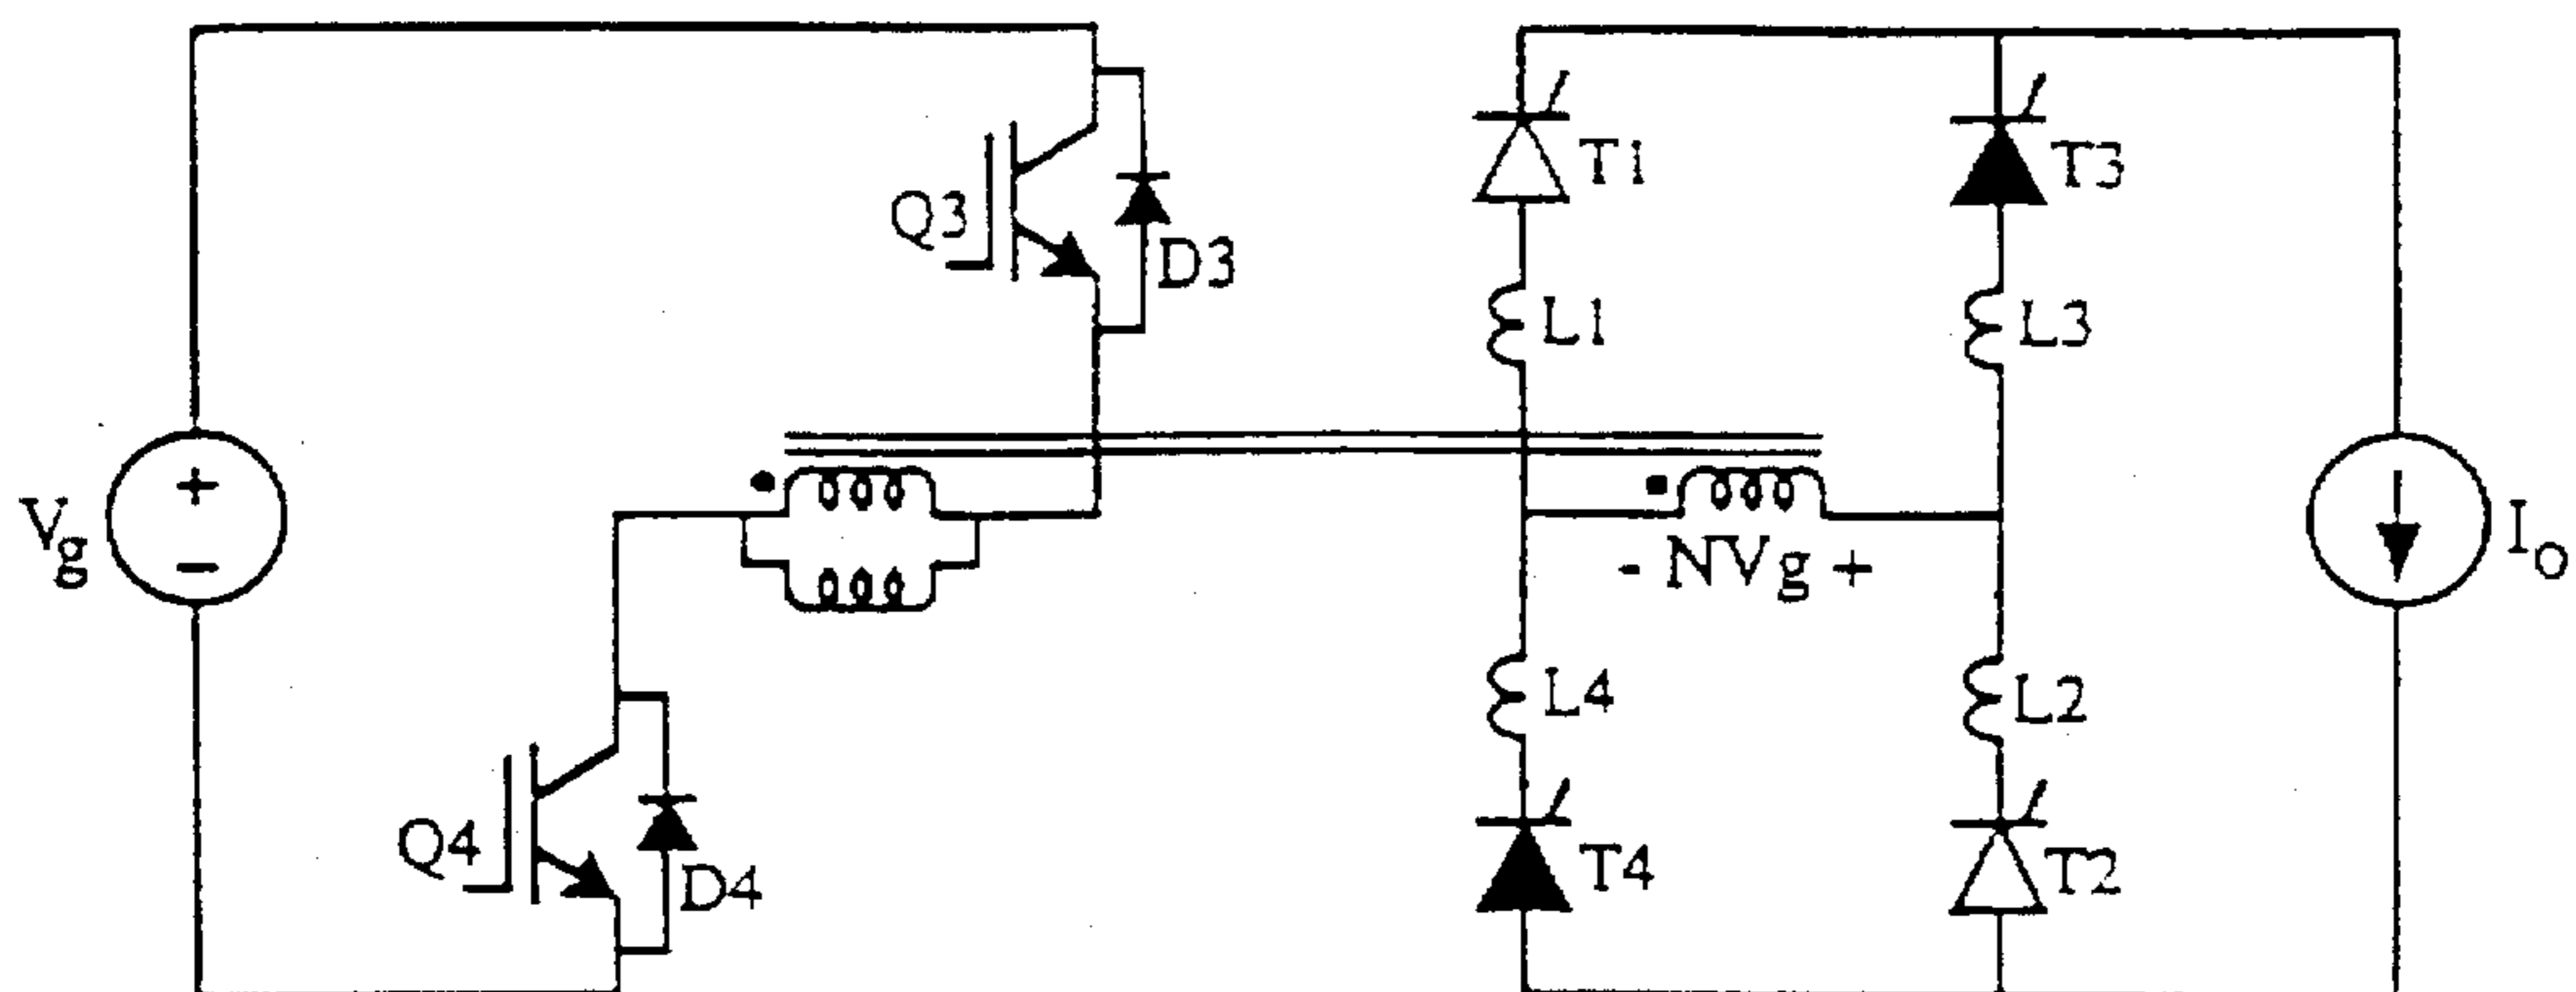 T1
T3
Q3
D3
L1
L3
+
-
Vg
- NVg +
Io
L4
L2
Q4
D4
T4
T2